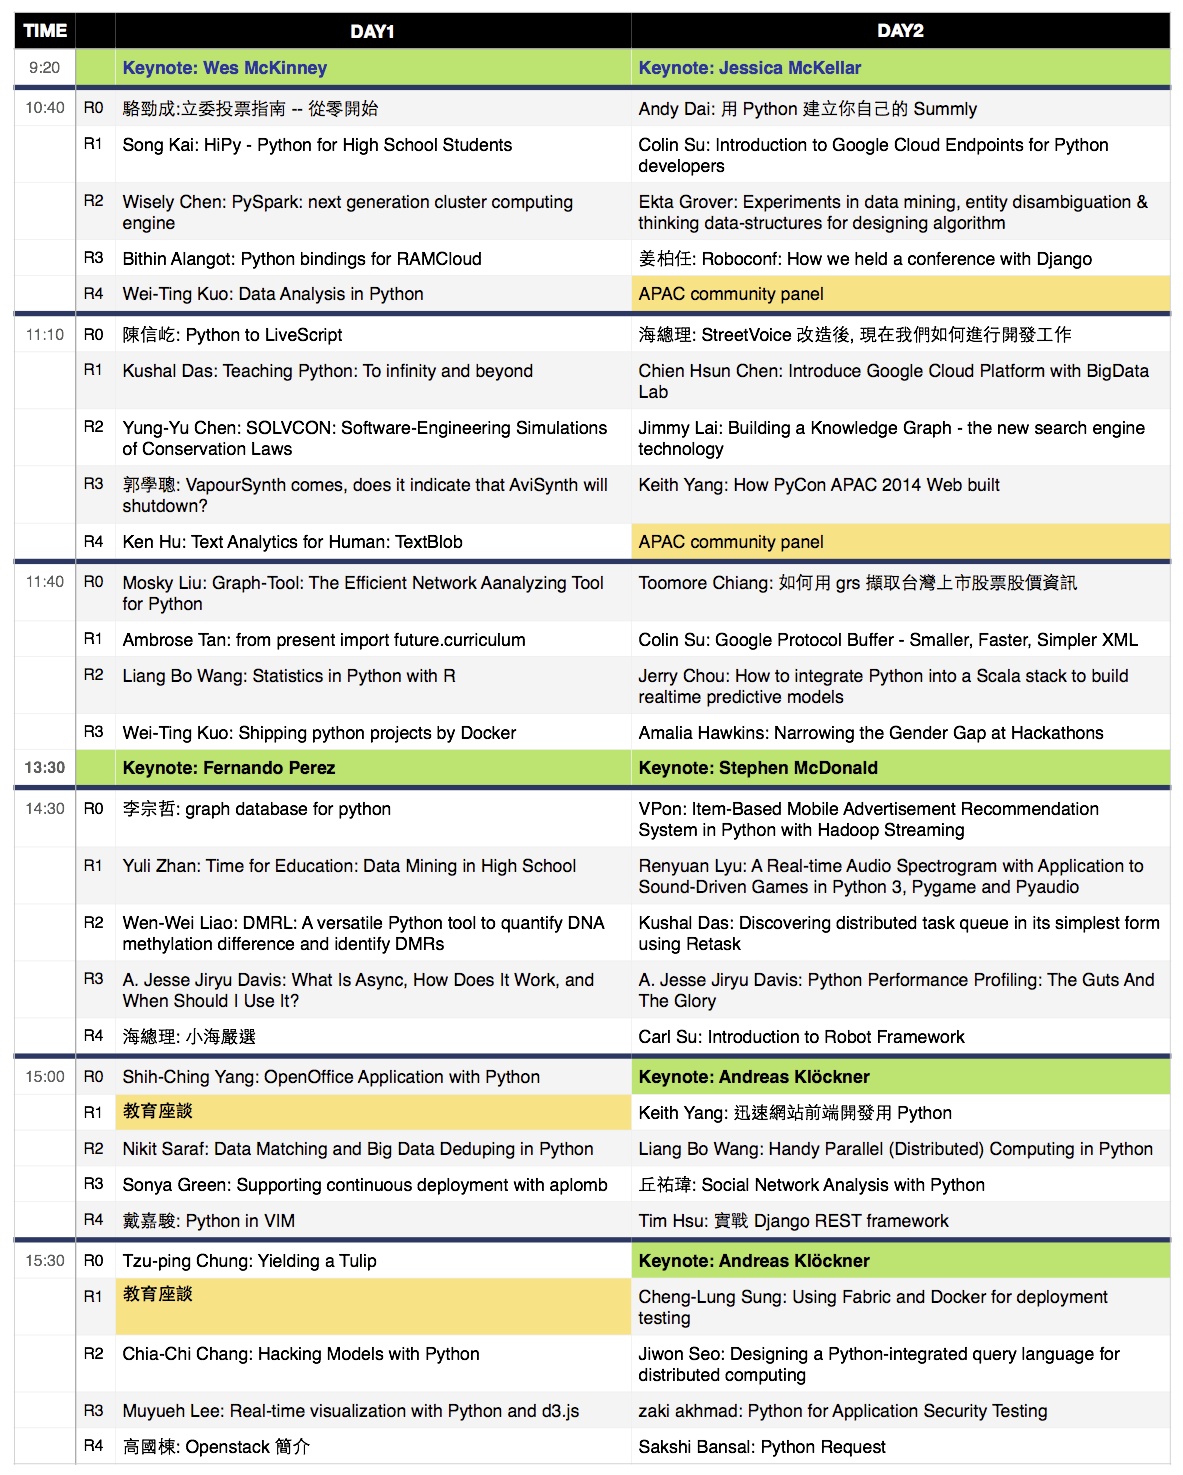 TIME DAY1 DAY2
9:20 Keynote: Wes McKinney Keynote: Jessica McKellar
10:40 R0 駱勁成:立委投票指南 -- 從零開始 Andy Dai: 用 Python 建立你自己的 Summly
R1 Song Kai: HiPy - Python for High School Students Colin Su: Introduction to Google Cloud Endpoints for Python
developers
R2 Wisely Chen: PySpark: next generation cluster computing Ekta Grover: Experiments in data mining, entity disambiguation &
engine thinking data-structures for designing algorithm
R3 Bithin Alangot: Python bindings for RAMCloud 姜柏任: Roboconf: How we held a conference with Django
R4 Wei-Ting Kuo: Data Analysis in Python APAC community panel
11:10 R0 陳信屹: Python to LiveScript 海總理: StreetVoice 改造後, 現在我們如何進行開發工作
R1 Kushal Das: Teaching Python: To infinity and beyond Chien Hsun Chen: Introduce Google Cloud Platform with BigData
Lab
R2 Yung-Yu Chen: SOLVCON: Software-Engineering Simulations Jimmy Lai: Building a Knowledge Graph - the new search engine
of Conservation Laws technology
R3 郭學聰: VapourSynth comes, does it indicate that AviSynth will Keith Yang: How PyCon APAC 2014 Web built
shutdown?
R4 Ken Hu: Text Analytics for Human: TextBlob APAC community panel
11:40 R0 Mosky Liu: Graph-Tool: The Efficient Network Aanalyzing Tool Toomore Chiang: 如何用 grs 擷取台灣上市股票股價資訊
for Python
R1 Ambrose Tan: from present import future.curriculum Colin Su: Google Protocol Buffer - Smaller, Faster, Simpler XML
R2 Liang Bo Wang: Statistics in Python with R Jerry Chou: How to integrate Python into a Scala stack to build
realtime predictive models
R3 Wei-Ting Kuo: Shipping python projects by Docker Amalia Hawkins: Narrowing the Gender Gap at Hackathons
13:30 Keynote: Fernando Perez Keynote: Stephen McDonald
14:30 R0 李宗哲: graph database for python VPon: Item-Based Mobile Advertisement Recommendation
System in Python with Hadoop Streaming
R1 Yuli Zhan: Time for Education: Data Mining in High School Renyuan Lyu: A Real-time Audio Spectrogram with Application to
Sound-Driven Games in Python 3, Pygame and Pyaudio
R2 Wen-Wei Liao: DMRL: A versatile Python tool to quantify DNA Kushal Das: Discovering distributed task queue in its simplest form
methylation difference and identify DMRs using Retask
R3 A. Jesse Jiryu Davis: What Is Async, How Does It Work, and A. Jesse Jiryu Davis: Python Performance Profiling: The Guts And
When Should I Use It? The Glory
R4 海總理: 小海嚴選 Carl Su: Introduction to Robot Framework
15:00 R0 Shih-Ching Yang: OpenOffice Application with Python Keynote: Andreas Klöckner
R1 教育座談 Keith Yang: 迅速網站前端開發用 Python
R2 Nikit Saraf: Data Matching and Big Data Deduping in Python Liang Bo Wang: Handy Parallel (Distributed) Computing in Python
R3 Sonya Green: Supporting continuous deployment with aplomb 丘祐瑋: Social Network Analysis with Python
R4 戴嘉駿: Python in VIM Tim Hsu: 實戰 Django REST framework
15:30 R0 Tzu-ping Chung: Yielding a Tulip Keynote: Andreas Klöckner
R1 教育座談 Cheng-Lung Sung: Using Fabric and Docker for deployment
testing
R2 Chia-Chi Chang: Hacking Models with Python Jiwon Seo: Designing a Python-integrated query language for
distributed computing
R3 Muyueh Lee: Real-time visualization with Python and d3.js zaki akhmad: Python for Application Security Testing
R4 高國棟: Openstack 簡介 Sakshi Bansal: Python Request